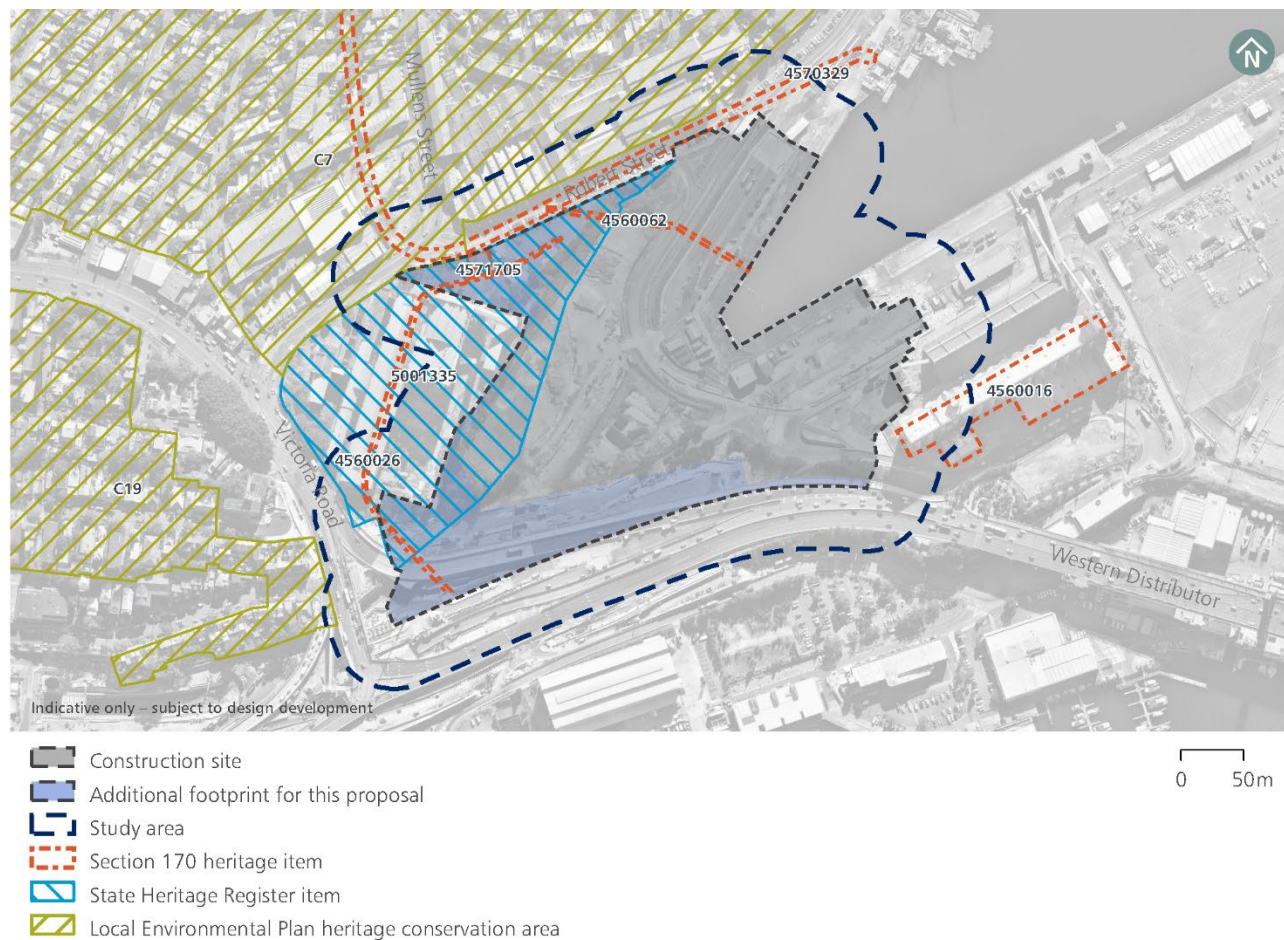 N
4570329
Mullens Street
C7
Robert Street
4560062
4571705
5001335
4560016
4560026
Victoria Road
C19
Western Distributor
Indicative only – subject to design development
Construction site
0 50m
Additional footprint for this proposal
Study area
Section 170 heritage item
State Heritage Register item
Local Environmental Plan heritage conservation area